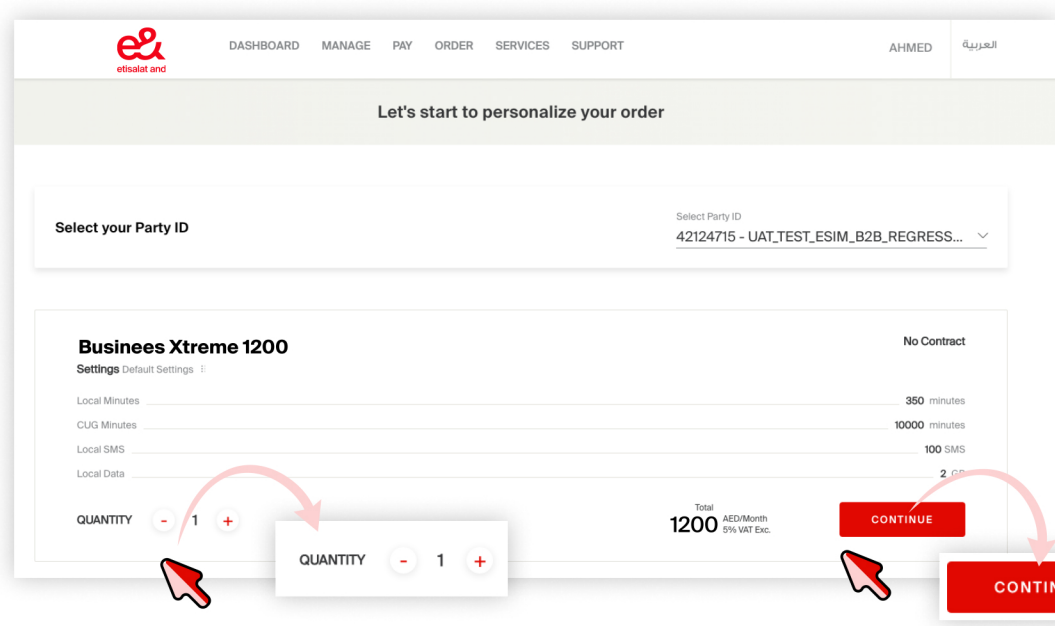 e&
etisalat and
DASHBOARD MANAGE PAY ORDER SERVICES SUPPORT AHMED العربية
Let's start to personalize your order
Select your Party ID
Select Party ID
42124715 - UAT_TEST_ESIM_B2B_REGRESS...
Businees Xtreme 1200
No Contract
Settings Default Settings
Local Minutes 350 minutes
CUG Minutes 10000 minutes
Local SMS 100 SMS
Local Data 2
QUANTITY - 1 +
Total
1200 AED/Month
5% VAT Exc.
CONTINUE
QUANTITY - 1 +
CONTIN